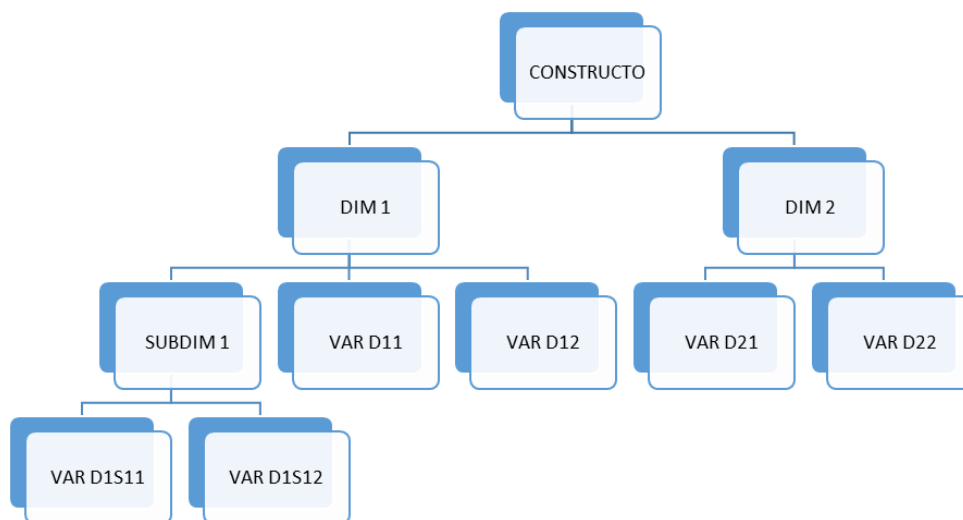 CONSTRUCTO
DIM 1
DIM 2
SUBDIM 1
VAR D11
VAR D12
VAR D21
VAR D22
VAR D1S11
VAR D1S12